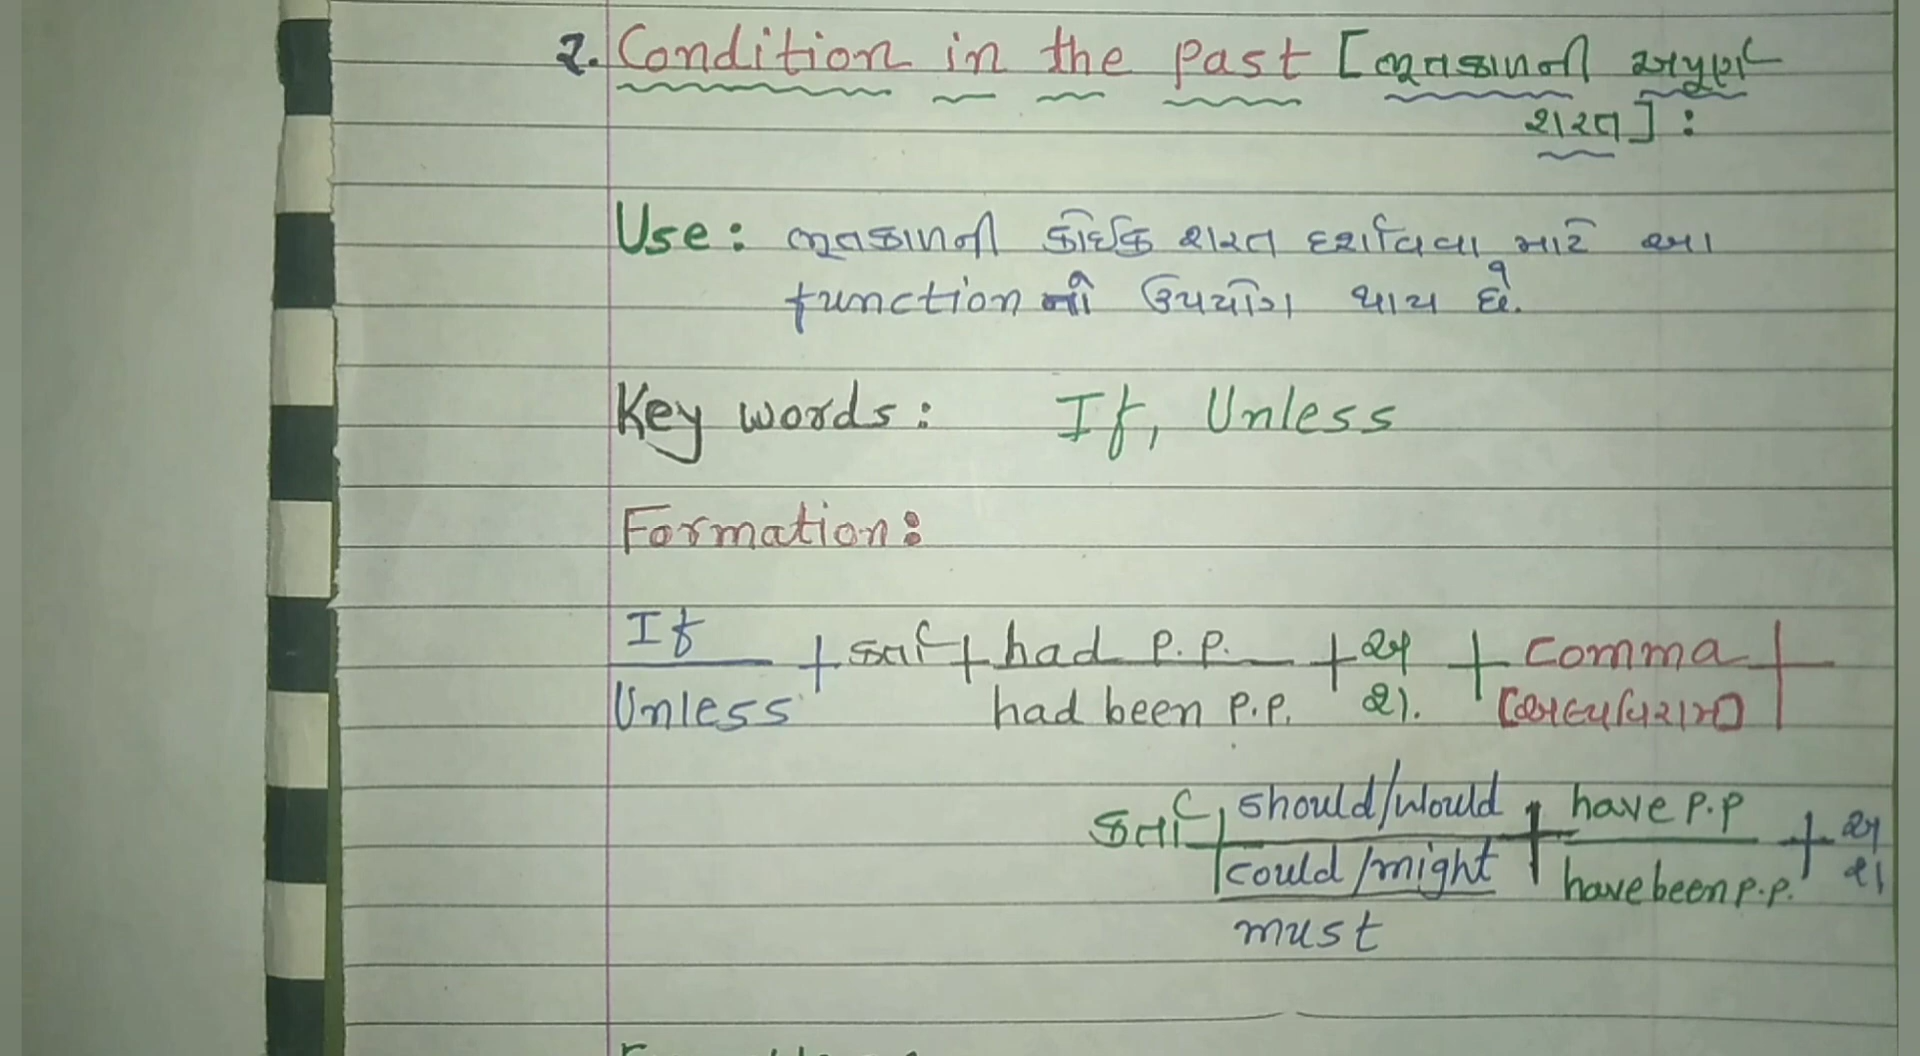 2. Condition in the past [ભૂતકાળની અપૂર્ણ
શરત] :
Use : ભૂતકાળની કોઈક શરત દર્શાવવા માટે આ
function નો ઉપયોગ થાય છે.
Key words : If, Unless
Formation :
If + કર્તા + had p.p. + અ + comma +
Unless had been p.p. શ. [અલ્પવિરામ]
કર્તા + should/would + have p.p + અ
could/might have been p.p. શ
must